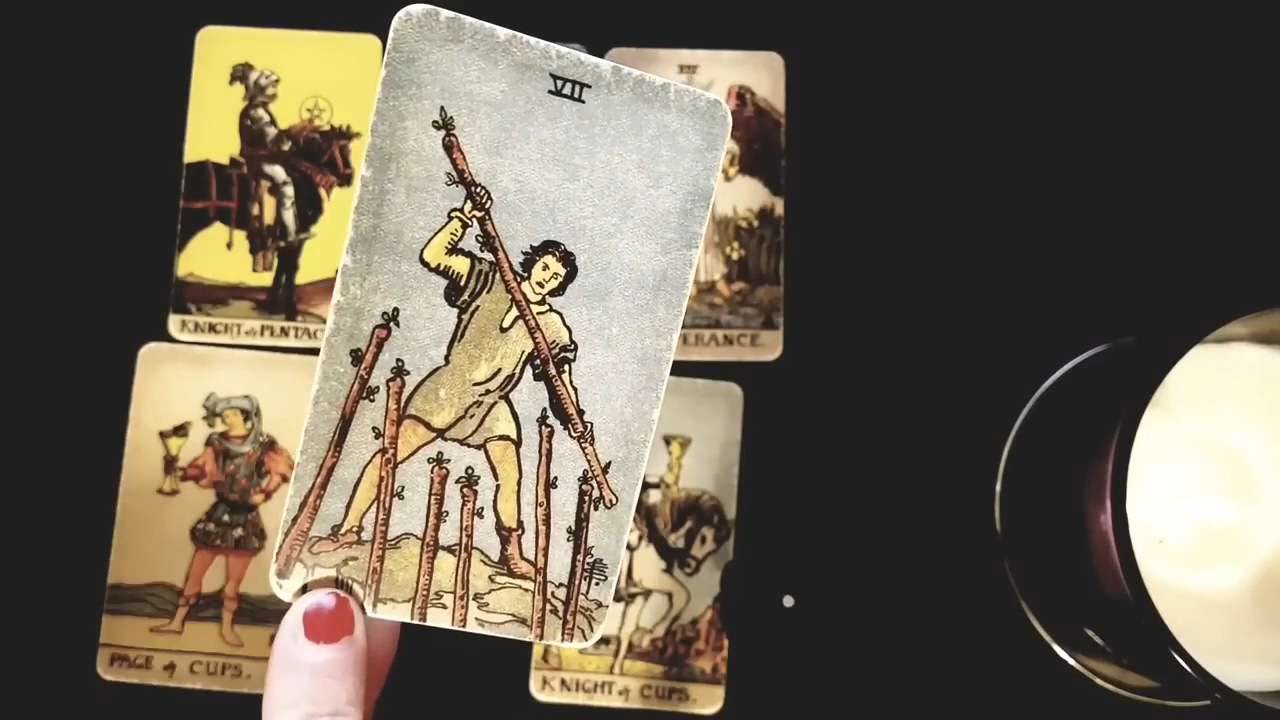 VII
KNIGHT of PENTAC
ERANCE.
PAGE of CUPS.
KNIGHT of CUPS.